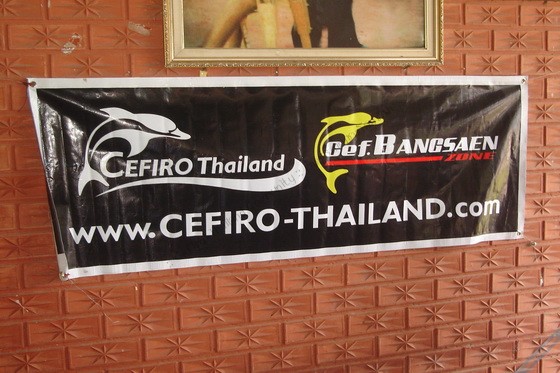 CEFIRO Thailand
Cef. BANGSAEN
ZONE
www.CEFIRO-THAILAND.com